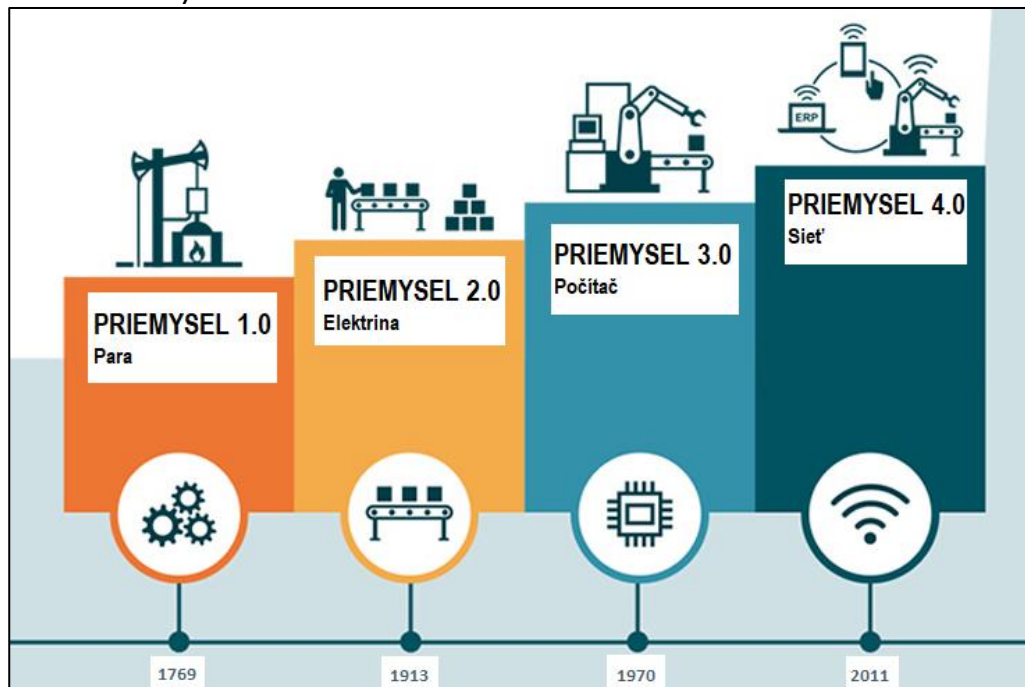 ERP
PRIEMYSEL 4.0
Sieť
PRIEMYSEL 3.0
Počítač
PRIEMYSEL 2.0
Elektrina
PRIEMYSEL 1.0
Para
1769
1913
1970
2011